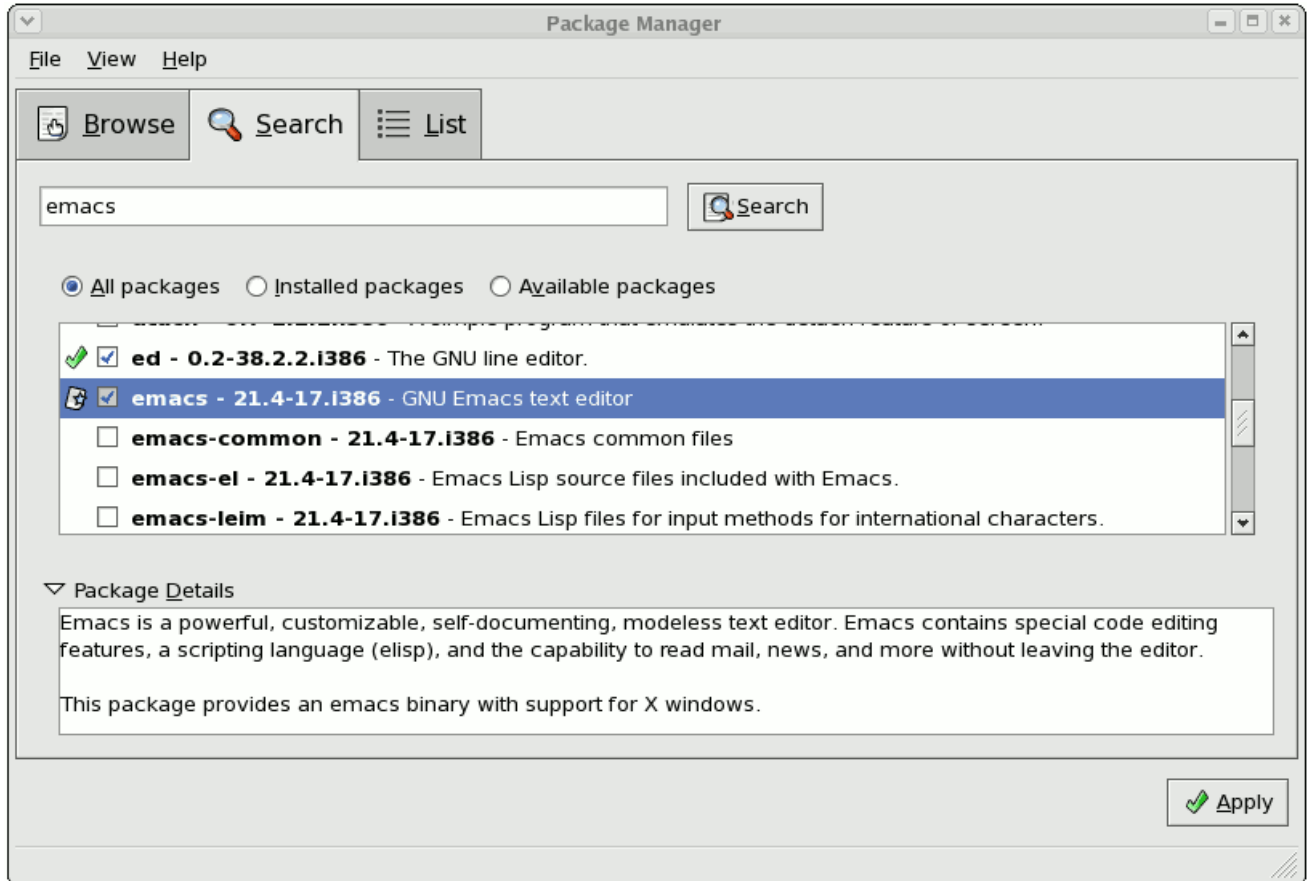 Package Manager
File View Help
Browse Search List
emacs
Search
All packages Installed packages Available packages
ed - 0.2-38.2.2.i386 - The GNU line editor.
emacs - 21.4-17.i386 - GNU Emacs text editor
emacs-common - 21.4-17.i386 - Emacs common files
emacs-el - 21.4-17.i386 - Emacs Lisp source files included with Emacs.
emacs-leim - 21.4-17.i386 - Emacs Lisp files for input methods for international characters.
Package Details
Emacs is a powerful, customizable, self-documenting, modeless text editor. Emacs contains special code editing
features, a scripting language (elisp), and the capability to read mail, news, and more without leaving the editor.
This package provides an emacs binary with support for X windows.
Apply